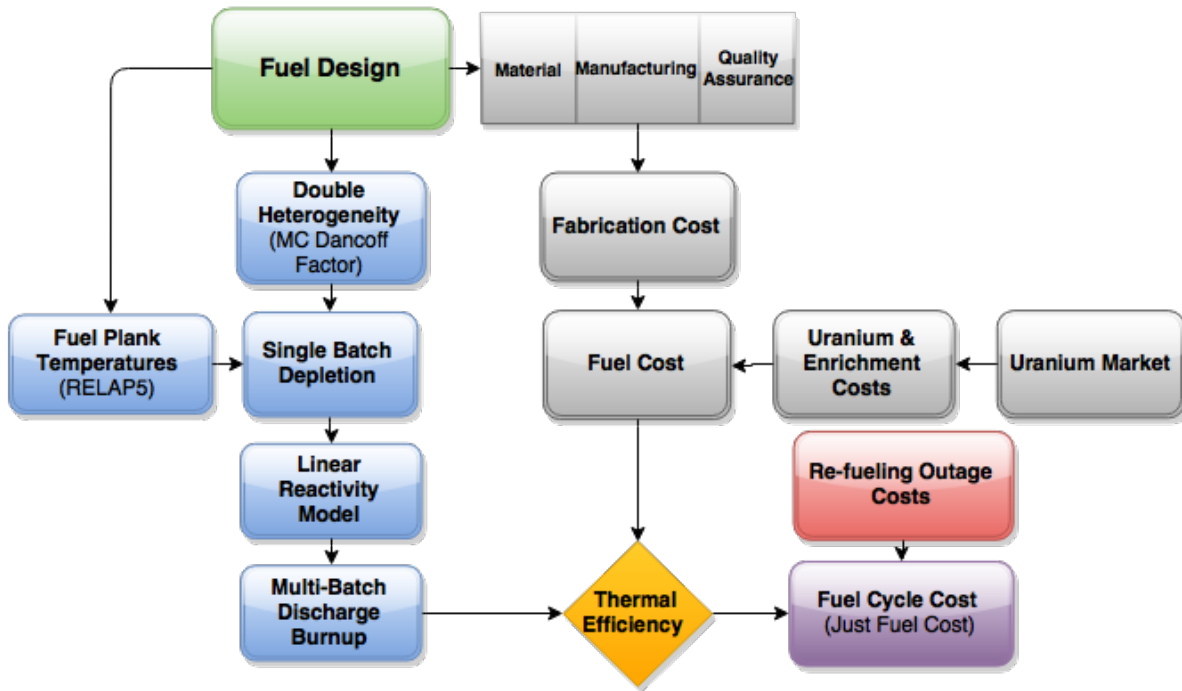 Fuel Design
Material
Manufacturing
Quality
Assurance
Double
Heterogeneity
(MC Dancoff
Factor)
Fabrication Cost
Fuel Plank
Temperatures
(RELAP5)
Single Batch
Depletion
Fuel Cost
Uranium &
Enrichment
Costs
Uranium Market
Linear
Reactivity
Model
Re-fueling Outage
Costs
Multi-Batch
Discharge
Burnup
Thermal
Efficiency
Fuel Cycle Cost
(Just Fuel Cost)